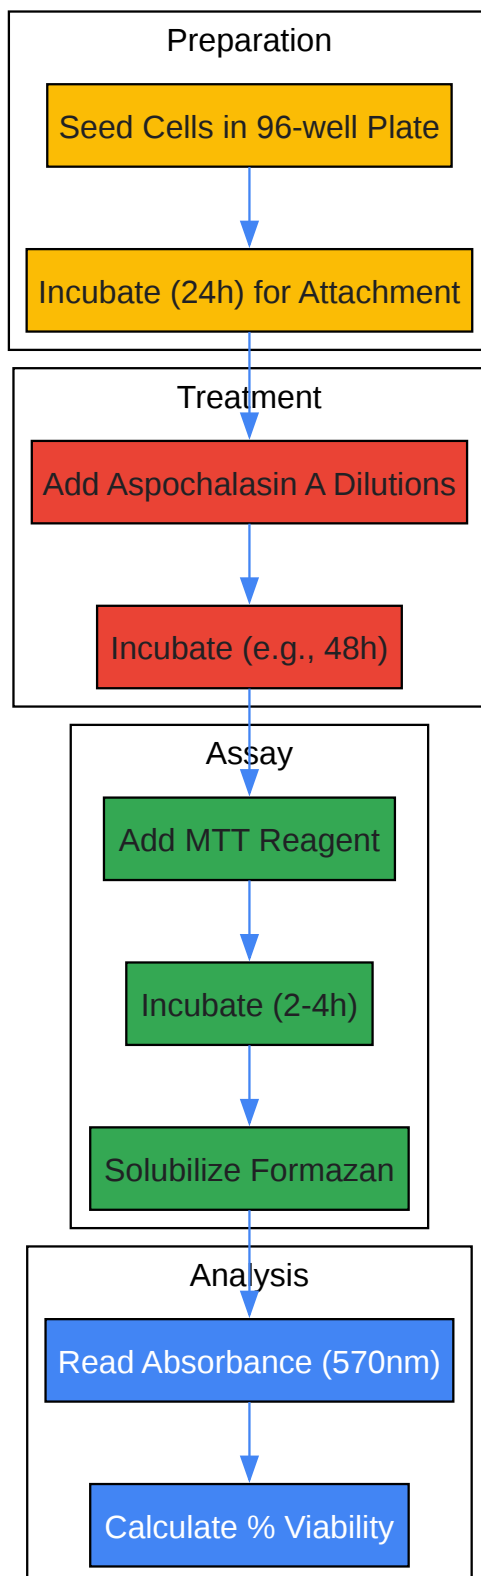 Preparation
Seed Cells in 96-well Plate
Incubate (24h) for Attachment
Treatment
Add Aspochalasin A Dilutions
Incubate (e.g., 48h)
Assay
Add MTT Reagent
Incubate (2-4h)
Solubilize Formazan
Analysis
Read Absorbance (570nm)
Calculate % Viability